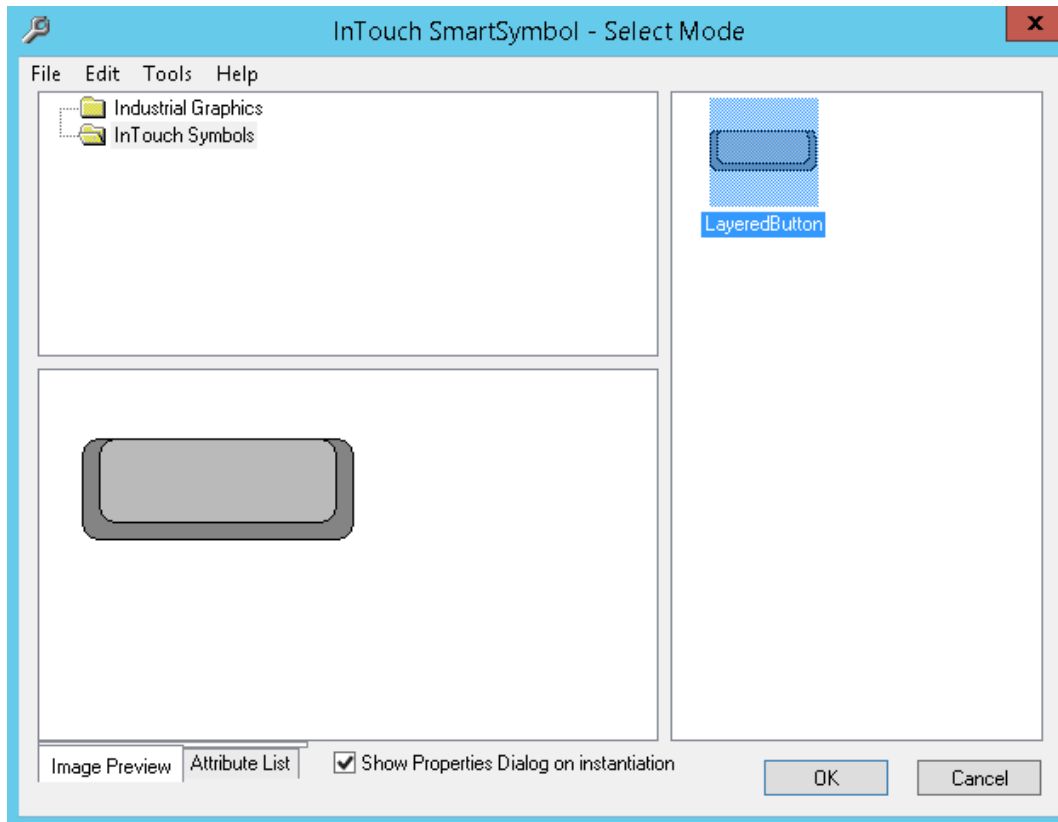 InTouch SmartSymbol - Select Mode
x
File Edit Tools Help
Industrial Graphics
InTouch Symbols
LayeredButton
Image Preview
Attribute List
Show Properties Dialog on instantiation
OK
Cancel